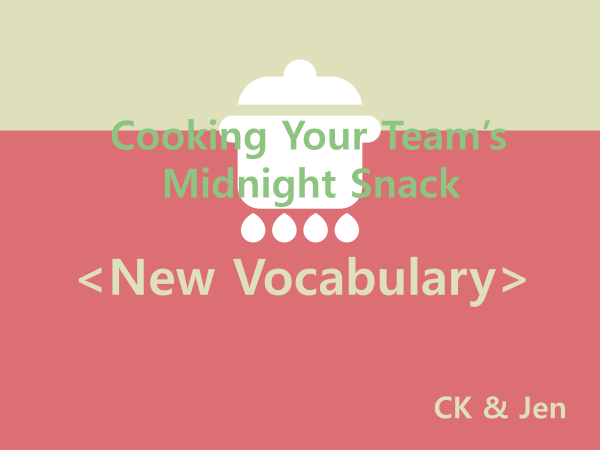 Cooking Your Team’s
Midnight Snack
<New Vocabulary>
CK & Jen